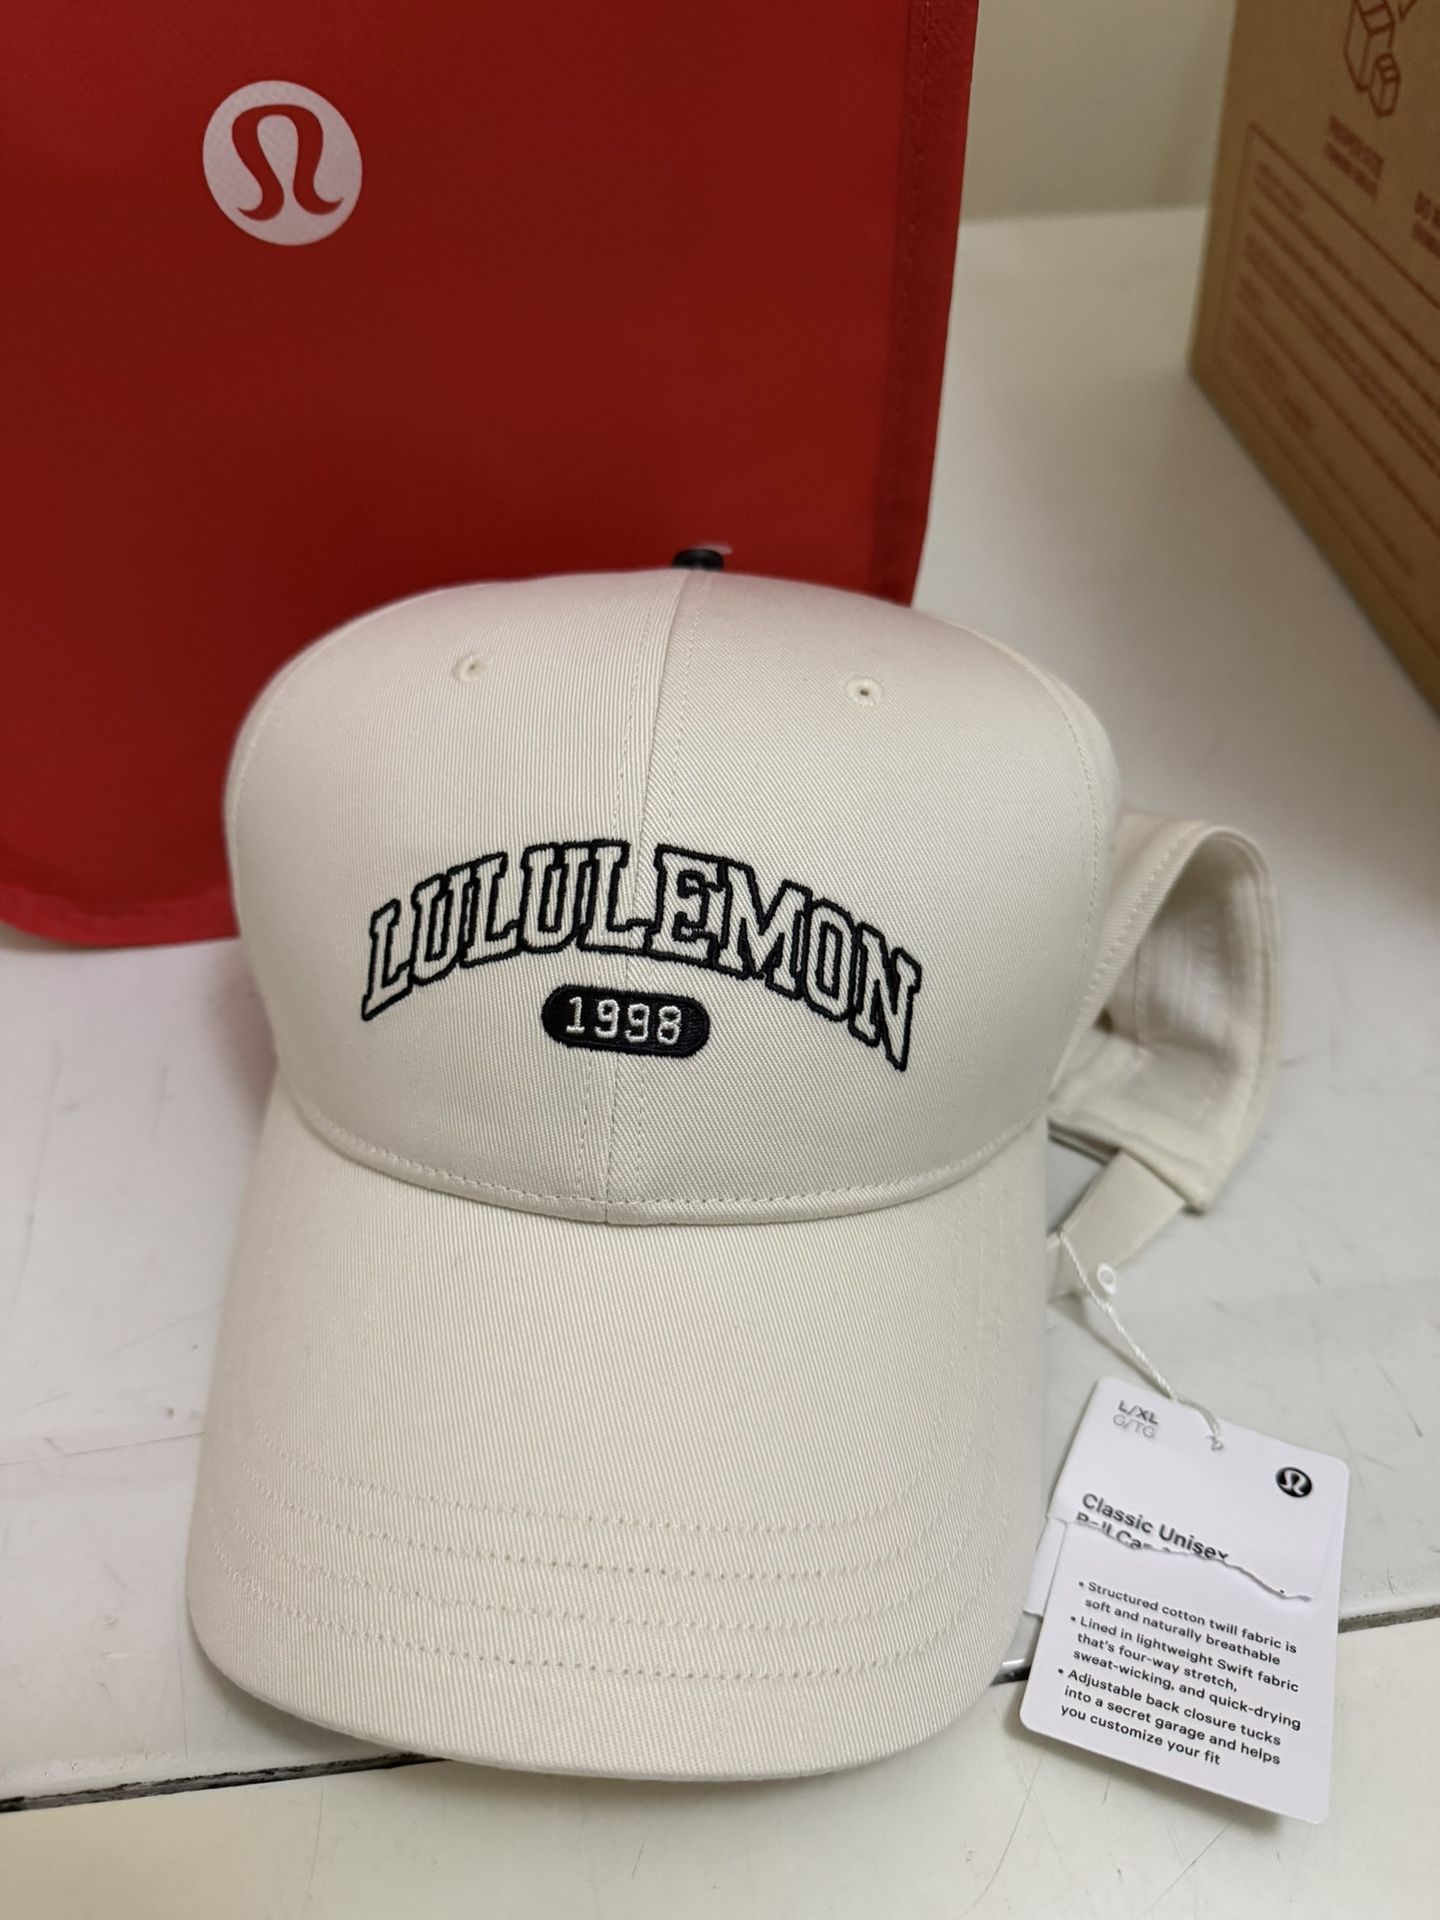 LULULEMON
1998
L/XL
G/TG
Classic Unisex
Ball Cap
• Structured cotton twill fabric is
soft and naturally breathable
• Lined in lightweight Swift fabric
that's four-way stretch,
sweat-wicking, and quick-drying
• Adjustable back closure tucks
into a secret garage and helps
you customize your fit